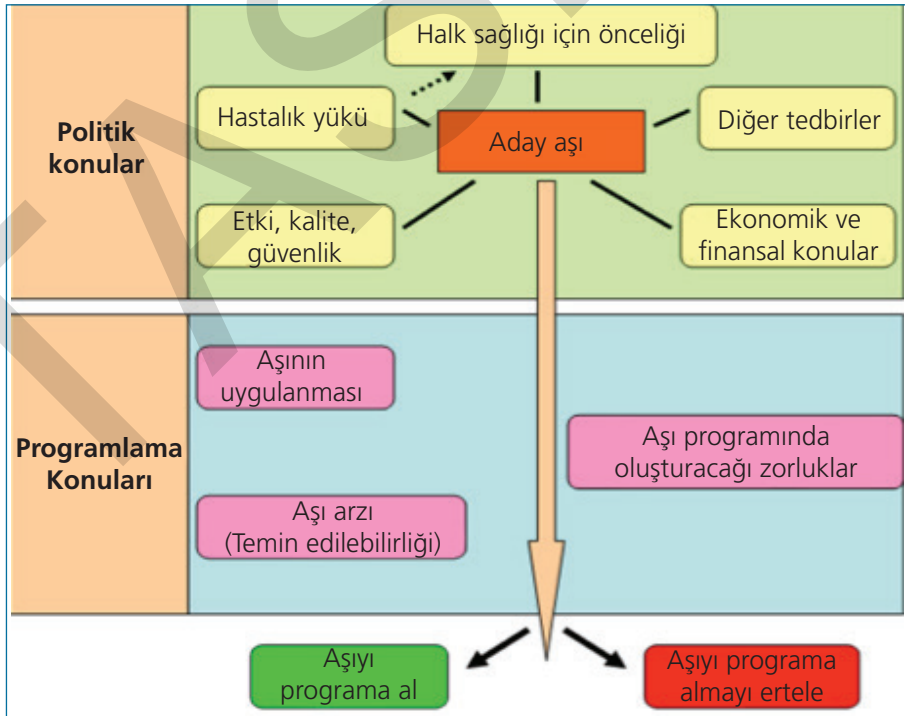 Halk sağlığı için önceliği
Hastalık yükü
Diğer tedbirler
Politik
konular
Aday aşı
Etki, kalite,
güvenlik
Ekonomik ve
finansal konular
Aşının
uygulanması
Programlama
Konuları
Aşı programında
oluşturacağı zorluklar
Aşı arzı
(Temin edilebilirliği)
Aşıyı
programa al
Aşıyı programa
almayı ertele